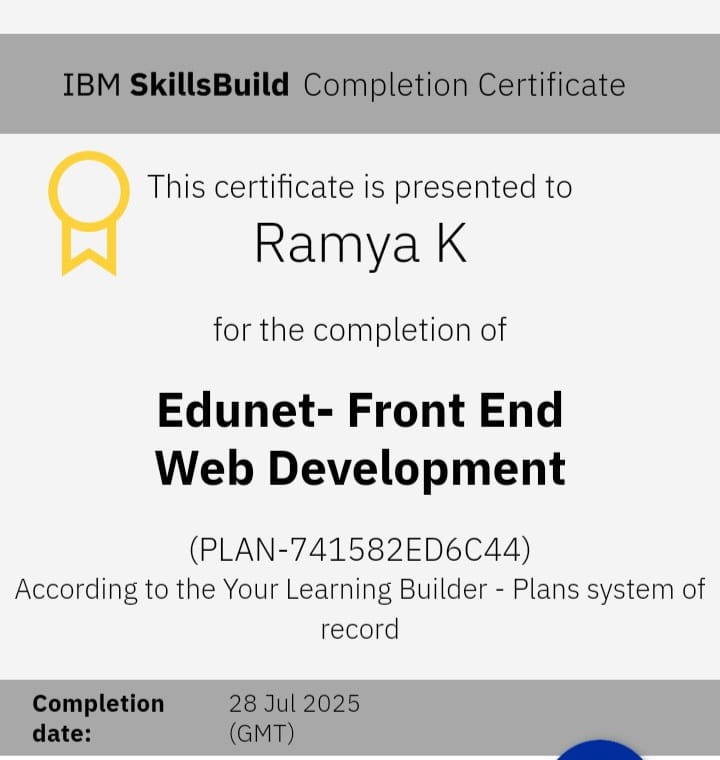 IBM SkillsBuild Completion Certificate
This certificate is presented to
Ramya K
for the completion of
Edunet- Front End
Web Development
(PLAN-741582ED6C44)
According to the Your Learning Builder - Plans system of
record
Completion 28 Jul 2025
date: (GMT)